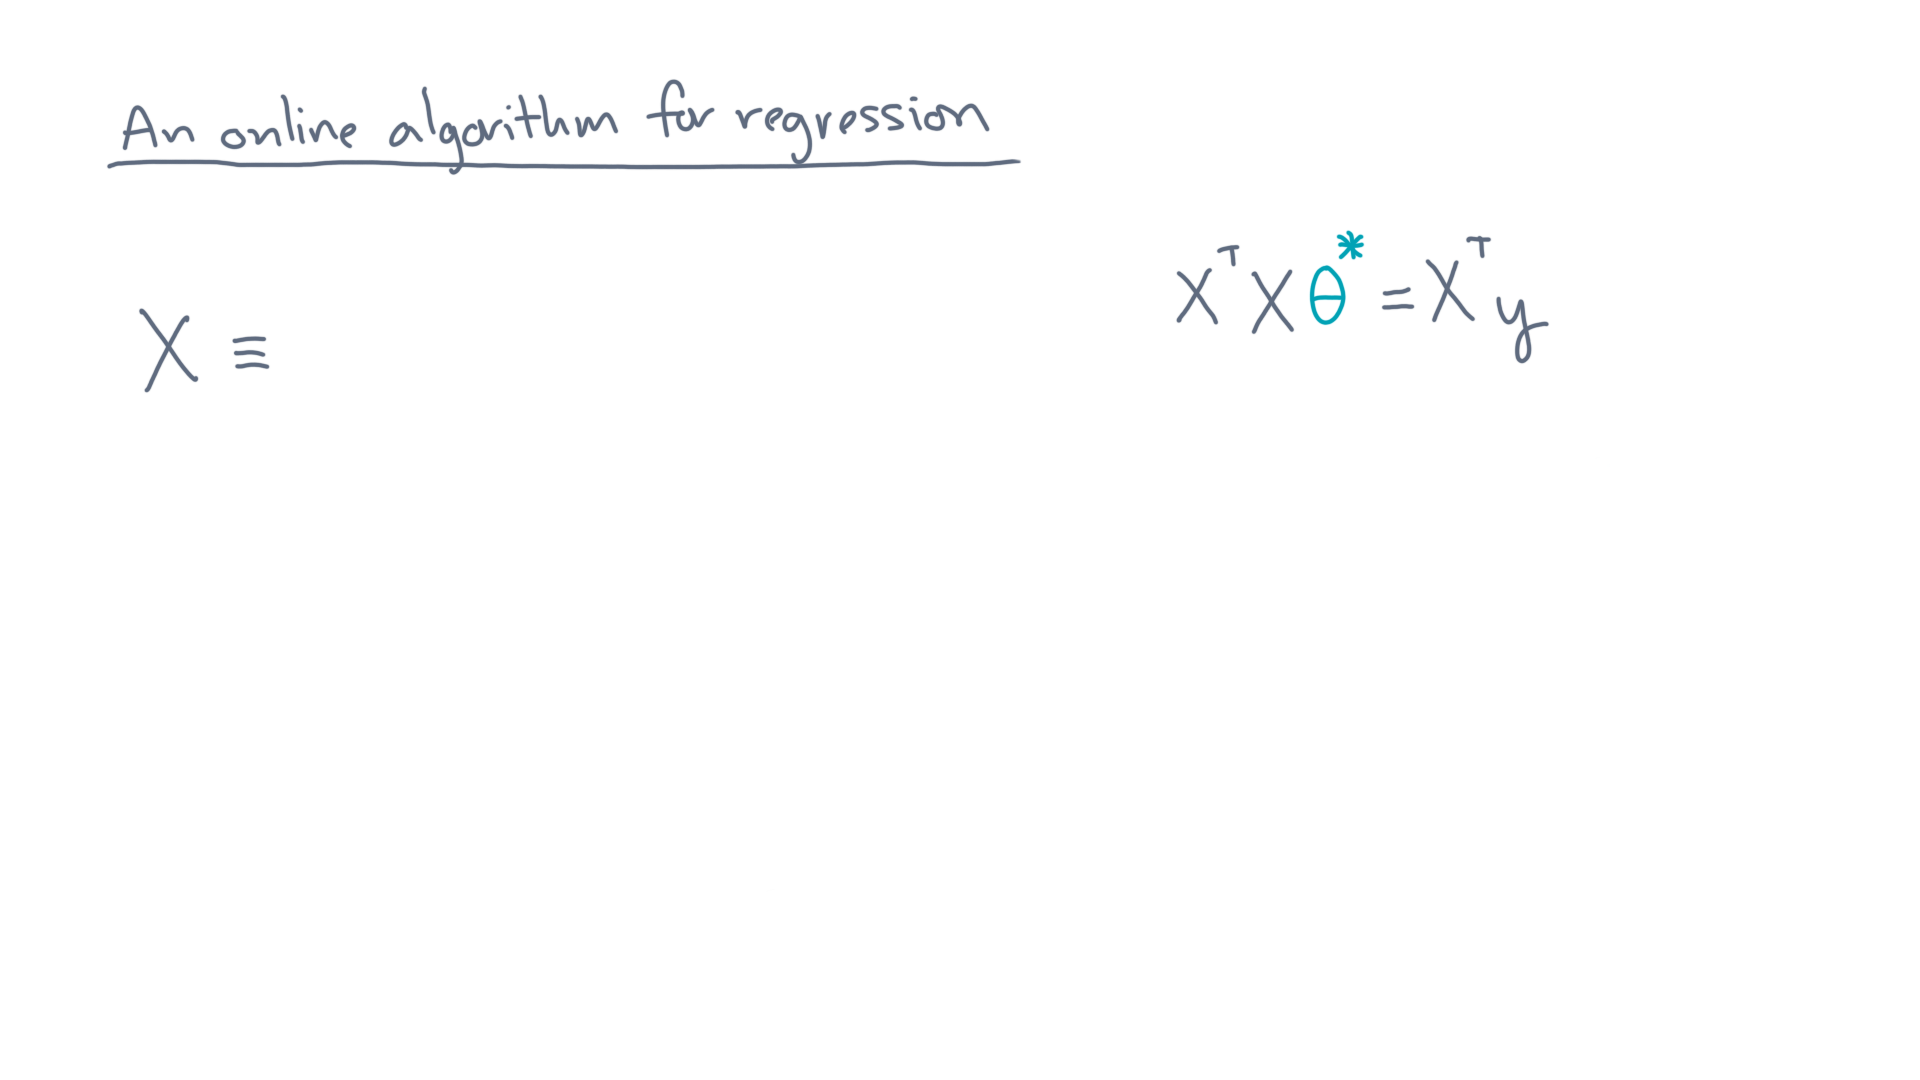 An online algorithm for regression
XᵀXθ* = Xᵀy
X ≡